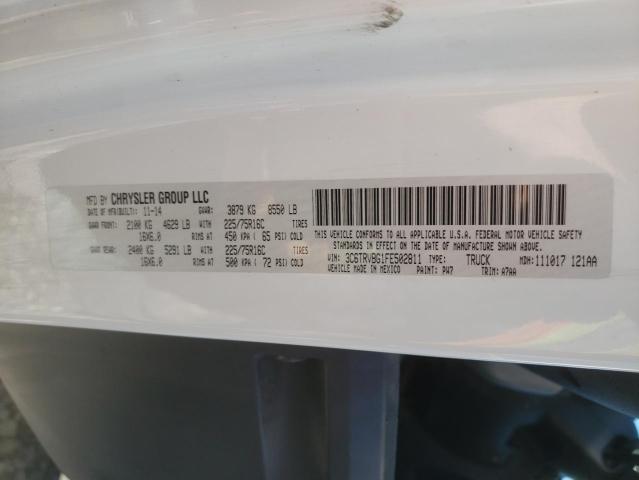 MFD BY CHRYSLER GROUP LLC
DATE OF MFR(BUILT): 11-14 GVWR: 3879 KG 8550 LB
GAWR FRONT: 2100 KG 4629 LB WITH 225/75R16C TIRES
16X6.0 RIMS AT 450 KPA ( 65 PSI) COLD
GAWR REAR: 2400 KG 5291 LB WITH 225/75R16C TIRES
16X6.0 RIMS AT 500 KPA ( 72 PSI) COLD
THIS VEHICLE CONFORMS TO ALL APPLICABLE U.S.A. FEDERAL MOTOR VEHICLE SAFETY
STANDARDS IN EFFECT ON THE DATE OF MANUFACTURE SHOWN ABOVE.
VIN: 3C6TRVBG1FE502811 TYPE: TRUCK MDH: 111017 121AA
VEHICLE MADE IN MEXICO PAINT: PW7 TRIM: A7AA